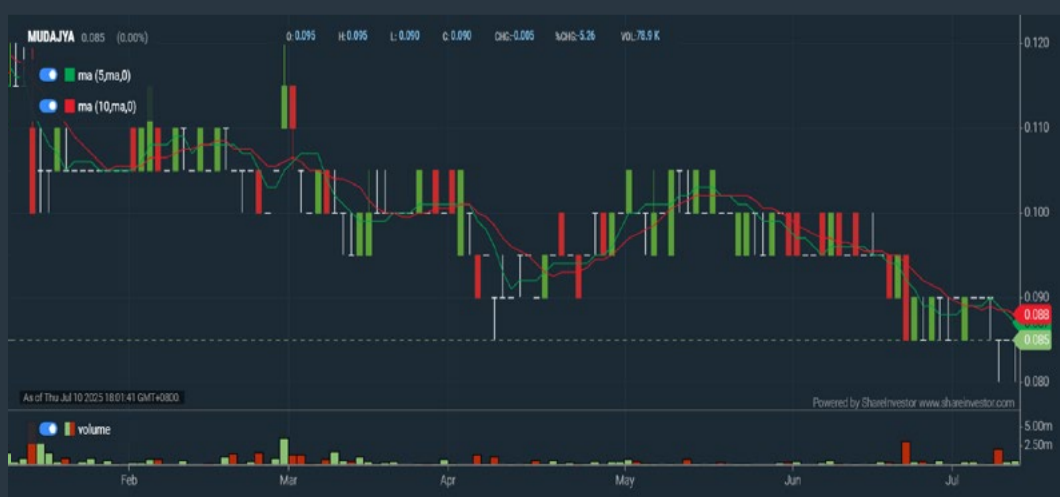 MUDAJYA 0.085 (0.00%) O: 0.095 H: 0.095 L: 0.090 C: 0.090 CHG:-0.005 %CHG:-5.26 VOL:78.9 K
ma (5,ma,0)
ma (10,ma,0)
0.120
0.110
0.100
0.090
0.088
0.085
0.080
As of Thu Jul 10 2025 18:01:41 GMT+0800
Powered by ShareInvestor www.shareinvestor.com
volume
5.00m
2.50m
Feb Mar Apr May Jun Jul